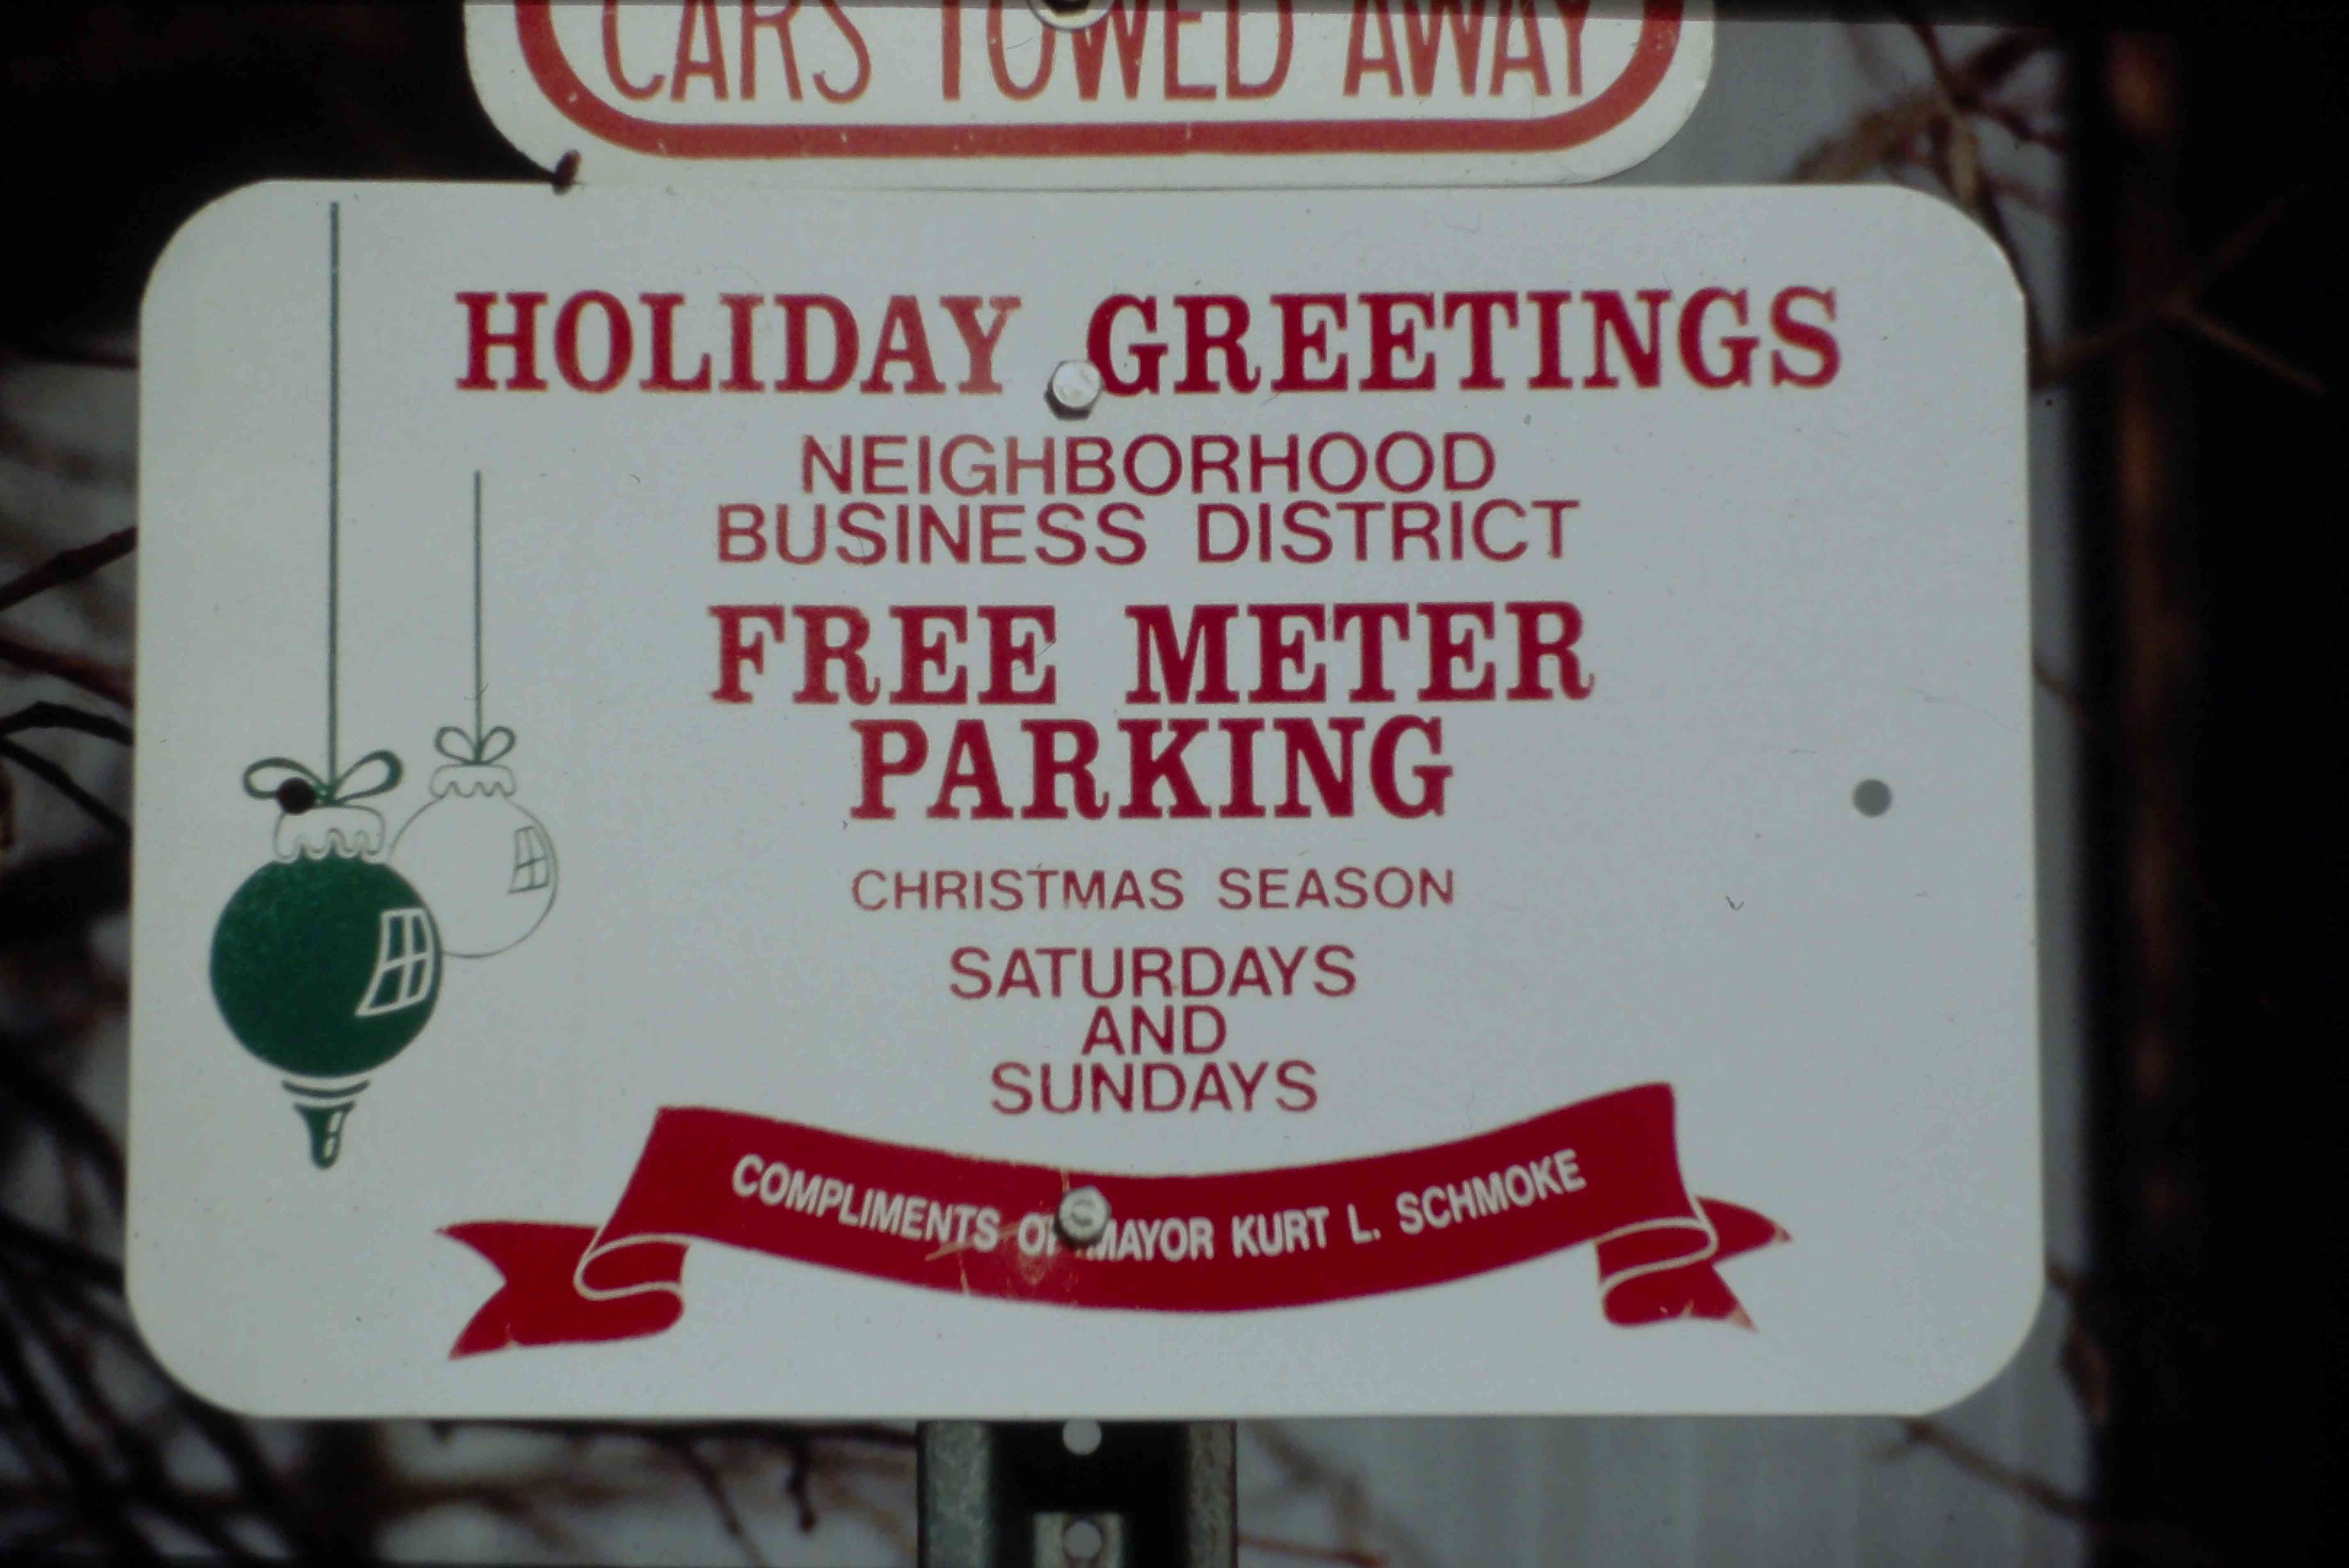 CARS TOWED AWAY
HOLIDAY GREETINGS
NEIGHBORHOOD
BUSINESS DISTRICT
FREE METER
PARKING
CHRISTMAS SEASON
SATURDAYS
AND
SUNDAYS
COMPLIMENTS OF MAYOR KURT L. SCHMOKE